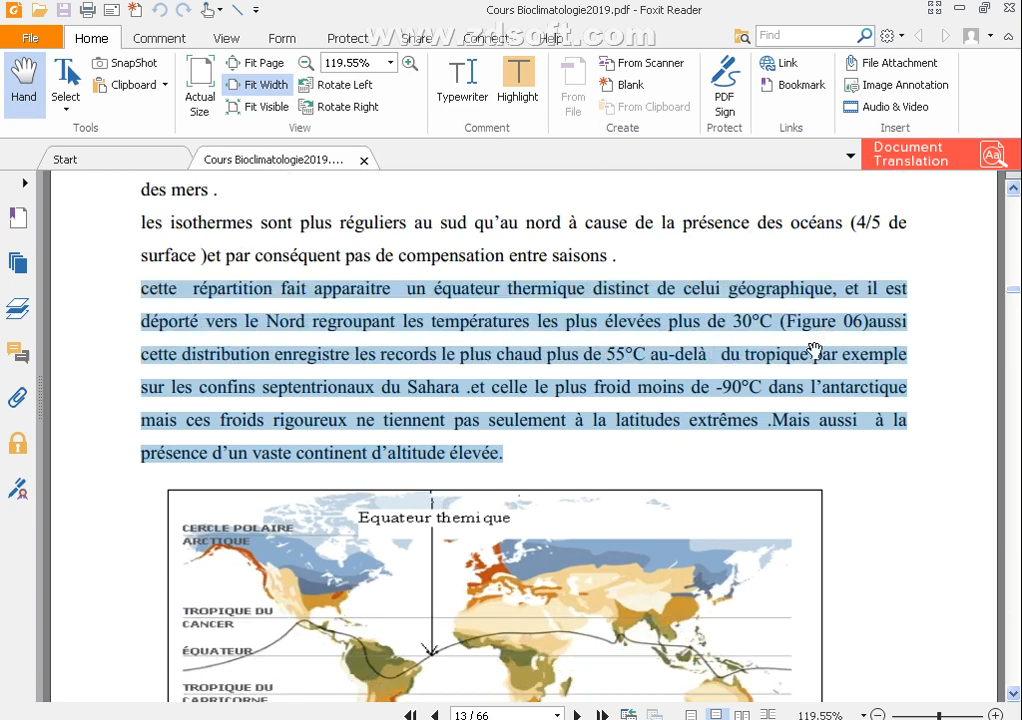 Cours Bioclimatologie2019.pdf - Foxit Reader
File Home Comment View Form Protect Share Connect Help Find
www.zdsoft.com
Hand
Select
SnapShot
Clipboard
Tools
Actual Size
Fit Page
Fit Width
Fit Visible
119.55%
Rotate Left
Rotate Right
View
Typewriter
Highlight
Comment
From File
From Scanner
Blank
From Clipboard
Create
PDF Sign
Protect
Link
Bookmark
Links
File Attachment
Image Annotation
Audio & Video
Insert
Start
Cours Bioclimatologie2019....
Document Translation
des mers .
les isothermes sont plus réguliers au sud qu’au nord à cause de la présence des océans (4/5 de
surface )et par conséquent pas de compensation entre saisons .
cette répartition fait apparaitre un équateur thermique distinct de celui géographique, et il est
déporté vers le Nord regroupant les températures les plus élevées plus de 30°C (Figure 06)aussi
cette distribution enregistre les records le plus chaud plus de 55°C au-delà du tropique par exemple
sur les confins septentrionaux du Sahara .et celle le plus froid moins de -90°C dans l’antarctique
mais ces froids rigoureux ne tiennent pas seulement à la latitudes extrêmes .Mais aussi à la
présence d’un vaste continent d’altitude élevée.
Equateur themique
CERCLE POLAIRE
ARCTIQUE
TROPIQUE DU
CANCER
ÉQUATEUR
TROPIQUE DU
CAPRICORNE
13 / 66
119.55%